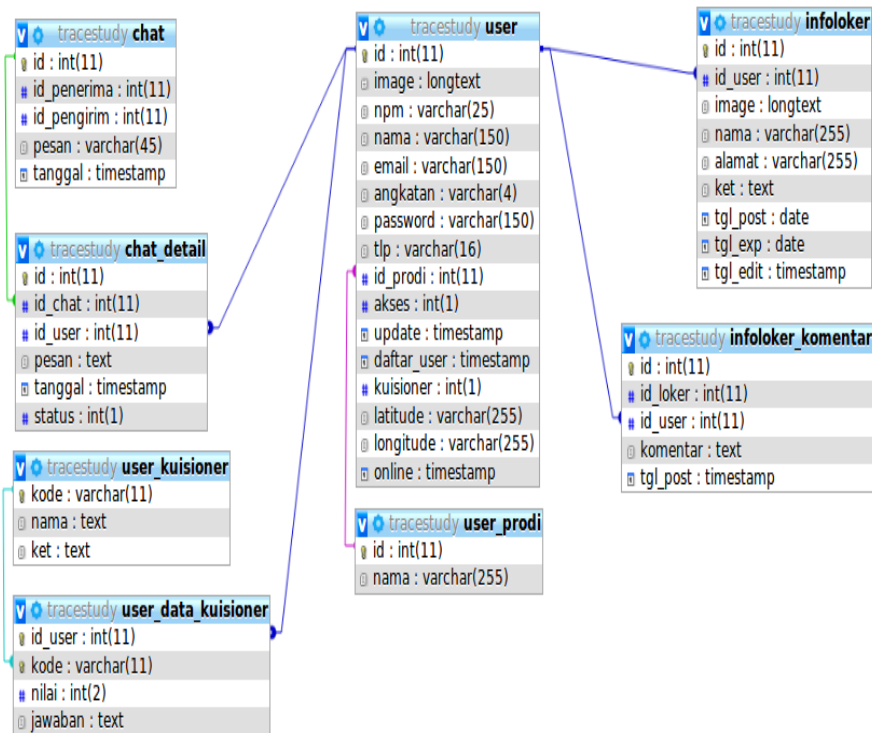 tracestudy chat
id : int(11)
id_penerima : int(11)
id_pengirim : int(11)
pesan : varchar(45)
tanggal : timestamp
tracestudy chat_detail
id : int(11)
id_chat : int(11)
id_user : int(11)
pesan : text
tanggal : timestamp
status : int(1)
tracestudy user_kuisioner
kode : varchar(11)
nama : text
ket : text
tracestudy user_data_kuisioner
id_user : int(11)
kode : varchar(11)
nilai : int(2)
jawaban : text
tracestudy user
id : int(11)
image : longtext
npm : varchar(25)
nama : varchar(150)
email : varchar(150)
angkatan : varchar(4)
password : varchar(150)
tlp : varchar(16)
id_prodi : int(11)
akses : int(1)
update : timestamp
daftar_user : timestamp
kuisioner : int(1)
latitude : varchar(255)
longitude : varchar(255)
online : timestamp
tracestudy user_prodi
id : int(11)
nama : varchar(255)
tracestudy infoloker
id : int(11)
id_user : int(11)
image : longtext
nama : varchar(255)
alamat : varchar(255)
ket : text
tgl_post : date
tgl_exp : date
tgl_edit : timestamp
tracestudy infoloker_komentar
id : int(11)
id_loker : int(11)
id_user : int(11)
komentar : text
tgl_post : timestamp